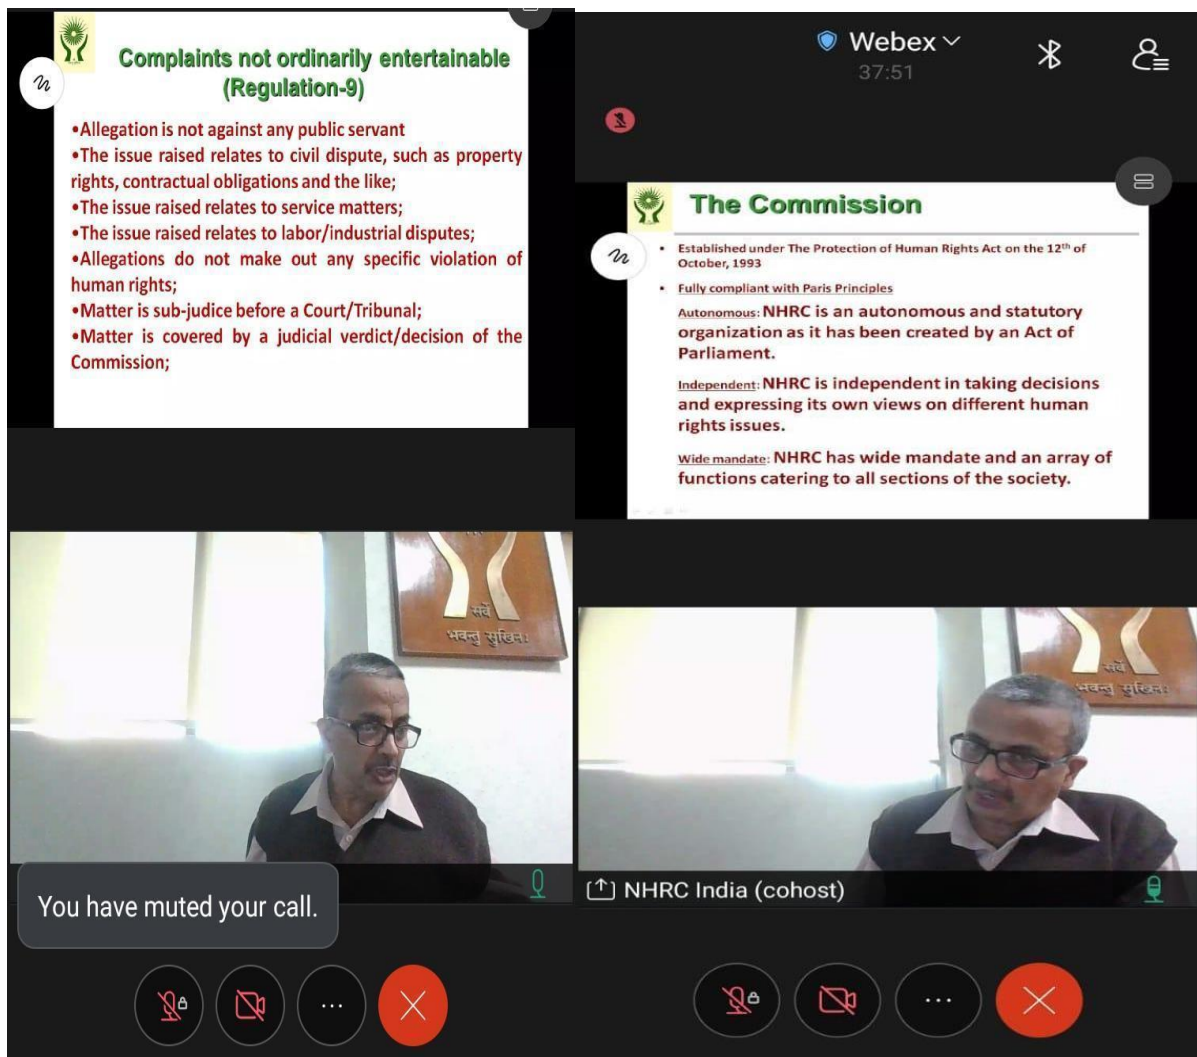 Complaints not ordinarily entertainable
(Regulation-9)
•Allegation is not against any public servant
•The issue raised relates to civil dispute, such as property
rights, contractual obligations and the like;
•The issue raised relates to service matters;
•The issue raised relates to labor/industrial disputes;
•Allegations do not make out any specific violation of
human rights;
•Matter is sub-judice before a Court/Tribunal;
•Matter is covered by a judicial verdict/decision of the
Commission;
सर्वे
भवन्तु सुखिनः
You have muted your call.
Webex
37:51
The Commission
• Established under The Protection of Human Rights Act on the 12th of
October, 1993
• Fully compliant with Paris Principles
Autonomous: NHRC is an autonomous and statutory
organization as it has been created by an Act of
Parliament.
Independent: NHRC is independent in taking decisions
and expressing its own views on different human
rights issues.
Wide mandate: NHRC has wide mandate and an array of
functions catering to all sections of the society.
सर्वे
भवन्तु सुखिनः
NHRC India (cohost)